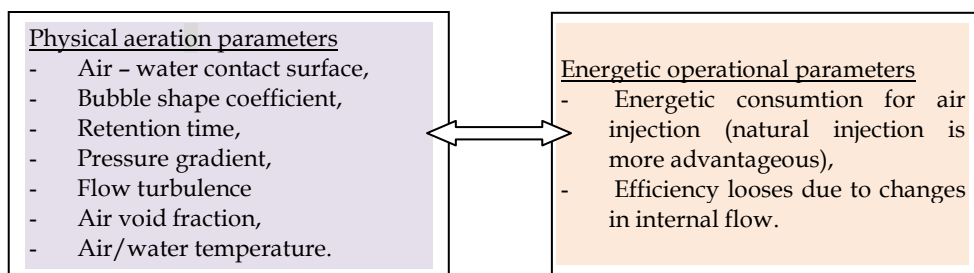 Physical aeration parameters
- Air – water contact surface,
- Bubble shape coefficient,
- Retention time,
- Pressure gradient,
- Flow turbulence
- Air void fraction,
- Air/water temperature.
Energetic operational parameters
- Energetic consumtion for air
injection (natural injection is
more advantageous),
- Efficiency looses due to changes
in internal flow.